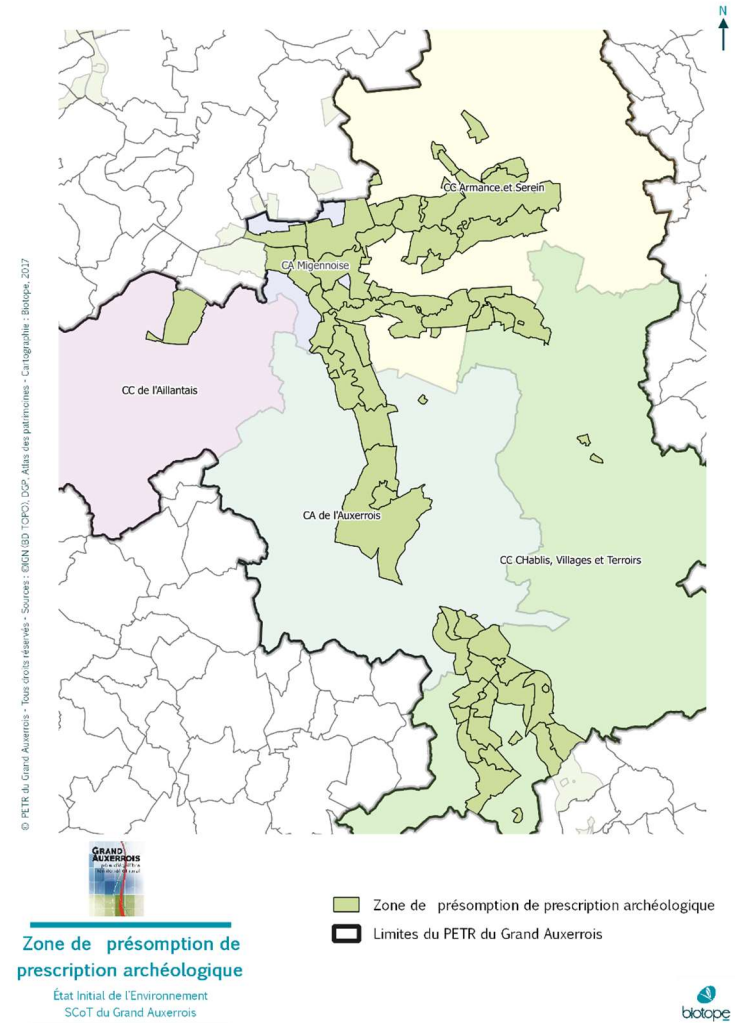 N
CC Armance et Serein
CA Migennoise
CC de l'Aillantais
CA de l'Auxerrois
CC CHablis, Villages et Terroirs
© PETR du Grand Auxerrois - Tous droits réservés - Sources : ©IGN (BD TOPO), DGP, Atlas des patrimoines - Cartographie : Biotope, 2017
GRAND
AUXERROIS
Zone de présomption de
prescription archéologique
État Initial de l'Environnement
SCoT du Grand Auxerrois
Zone de présomption de prescription archéologique
Limites du PETR du Grand Auxerrois
biotope